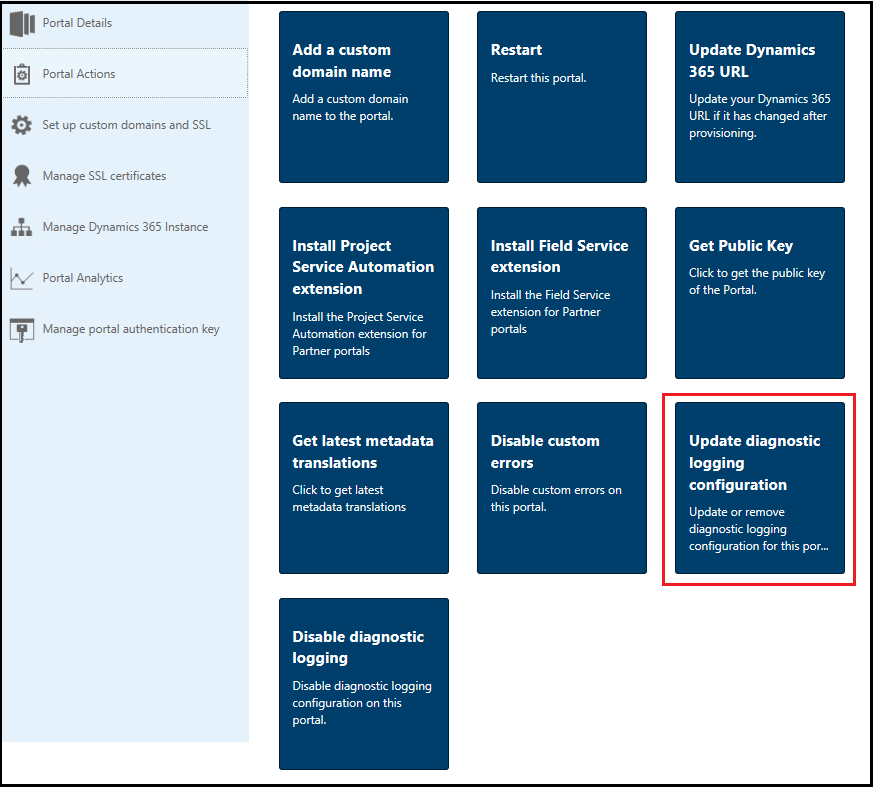 Portal Details
Portal Actions
Set up custom domains and SSL
Manage SSL certificates
Manage Dynamics 365 Instance
Portal Analytics
Manage portal authentication key
Add a custom
domain name
Add a custom domain
name to the portal.
Restart
Restart this portal.
Update Dynamics
365 URL
Update your Dynamics 365
URL if it has changed after
provisioning.
Install Project
Service Automation
extension
Install the Project Service
Automation extension for
Partner portals
Install Field Service
extension
Install the Field Service
extension for Partner
portals
Get Public Key
Click to get the public key
of the Portal.
Get latest metadata
translations
Click to get latest
metadata translations
Disable custom
errors
Disable custom errors on
this portal.
Update diagnostic
logging
configuration
Update or remove
diagnostic logging
configuration for this por...
Disable diagnostic
logging
Disable diagnostic logging
configuration on this
portal.